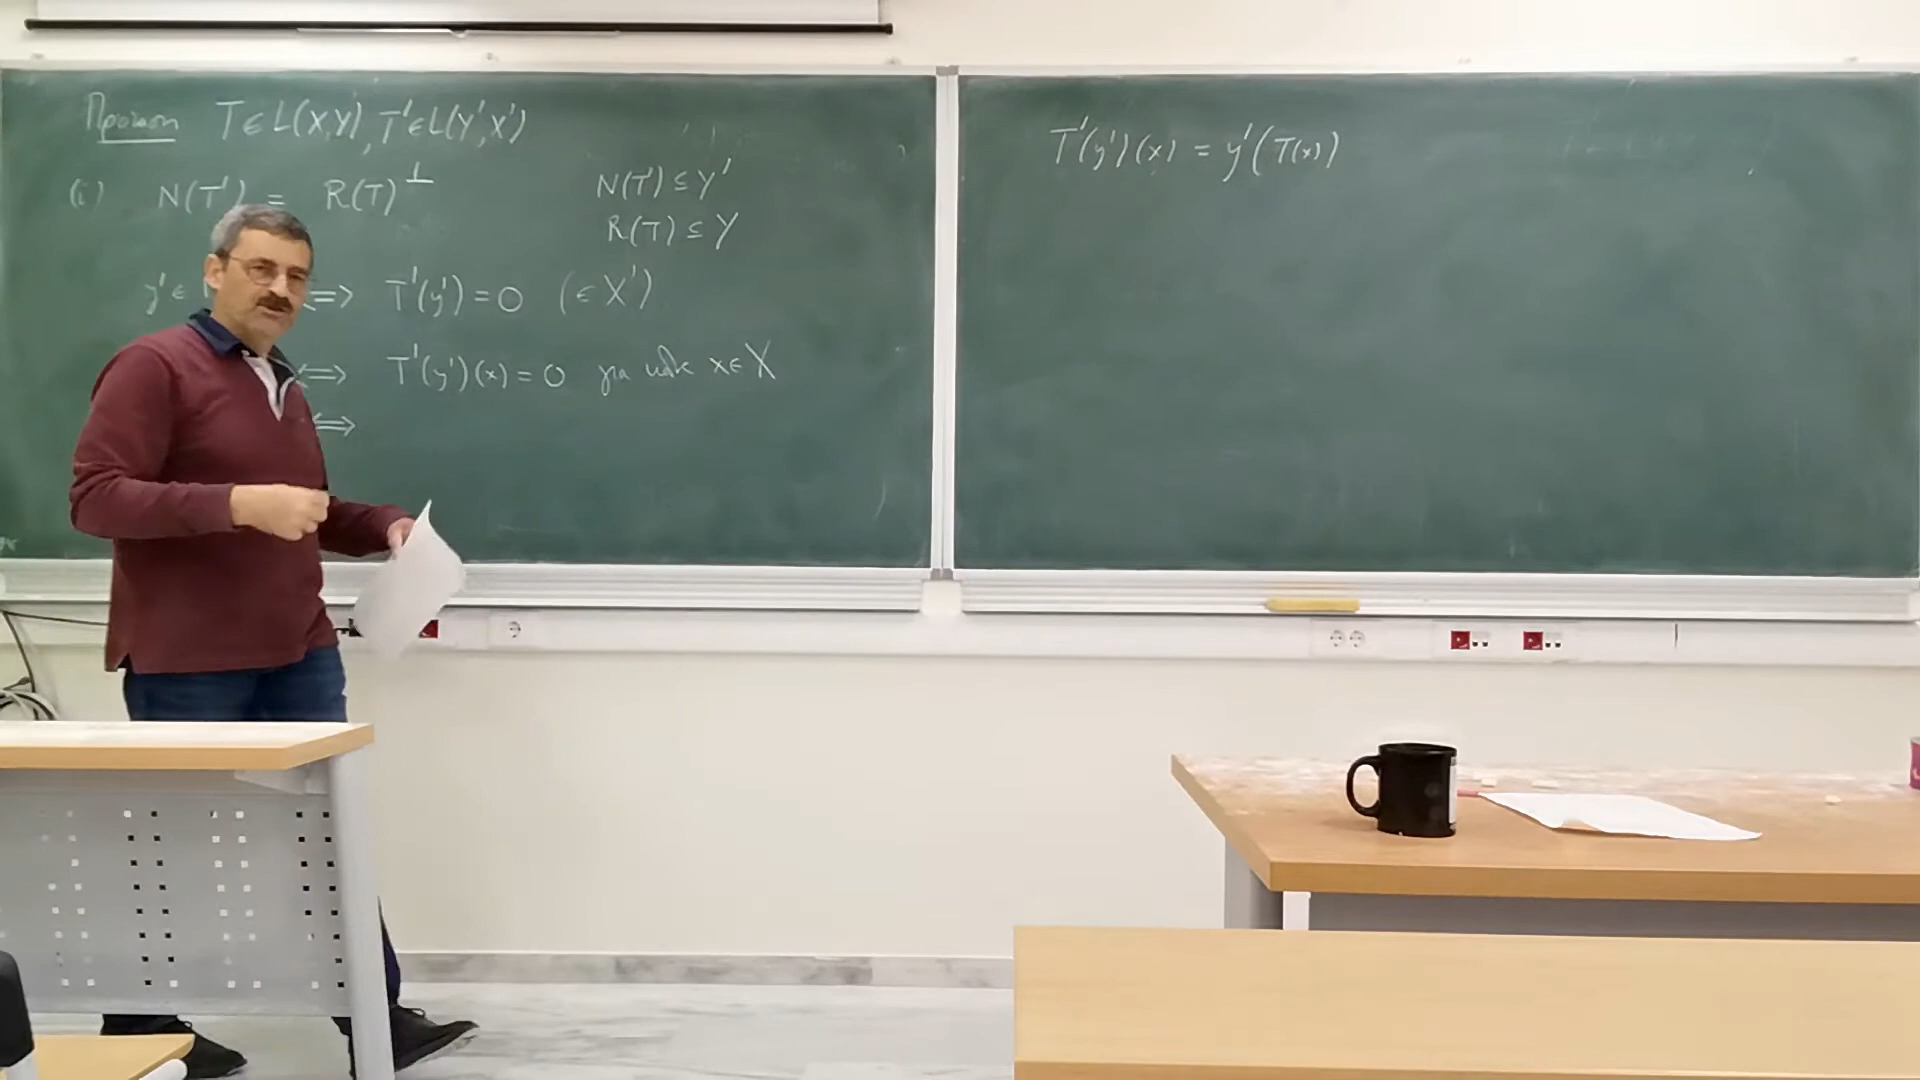 Πρόταση T∈L(X,Y), T'∈L(Y',X')
(i) N(T') = R(T)^⊥
N(T') ⊆ Y'
R(T) ⊆ Y
y' ∈ ⟺ T'(y') = 0 (∈ X')
⟺ T'(y')(x) = 0 για κάθε x∈X
⟺
T'(y')(x) = y'(T(x))